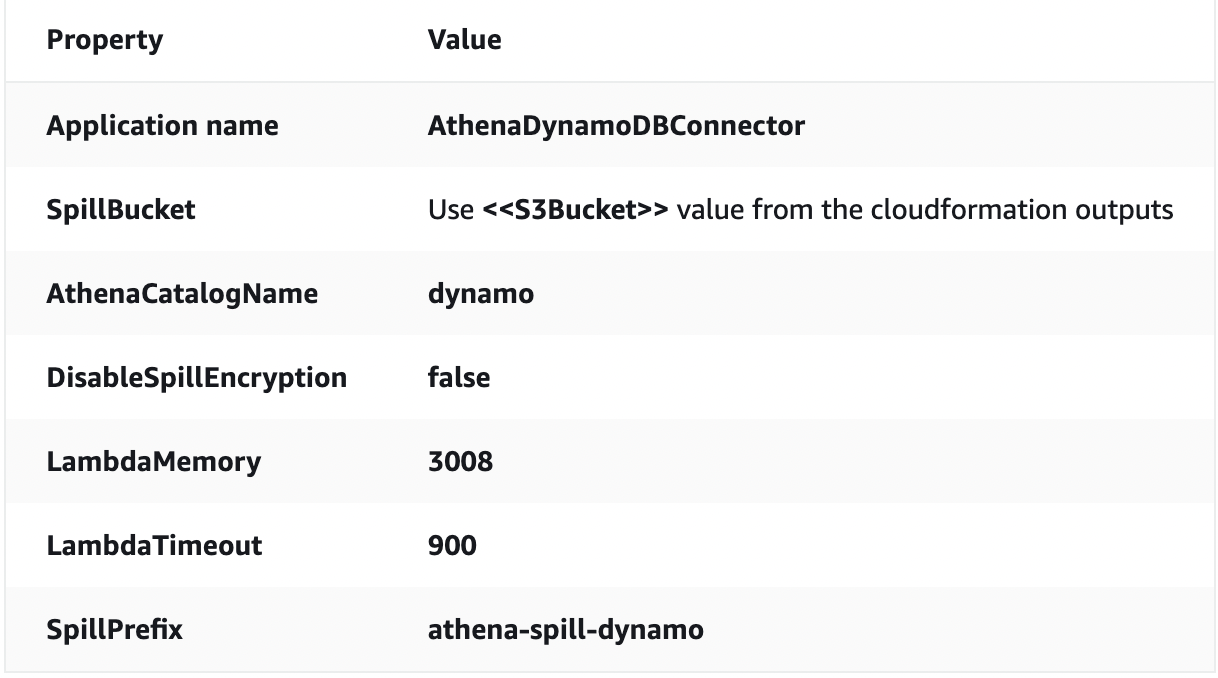 Property Value
Application name AthenaDynamoDBConnector
SpillBucket Use <<S3Bucket>> value from the cloudformation outputs
AthenaCatalogName dynamo
DisableSpillEncryption false
LambdaMemory 3008
LambdaTimeout 900
SpillPrefix athena-spill-dynamo